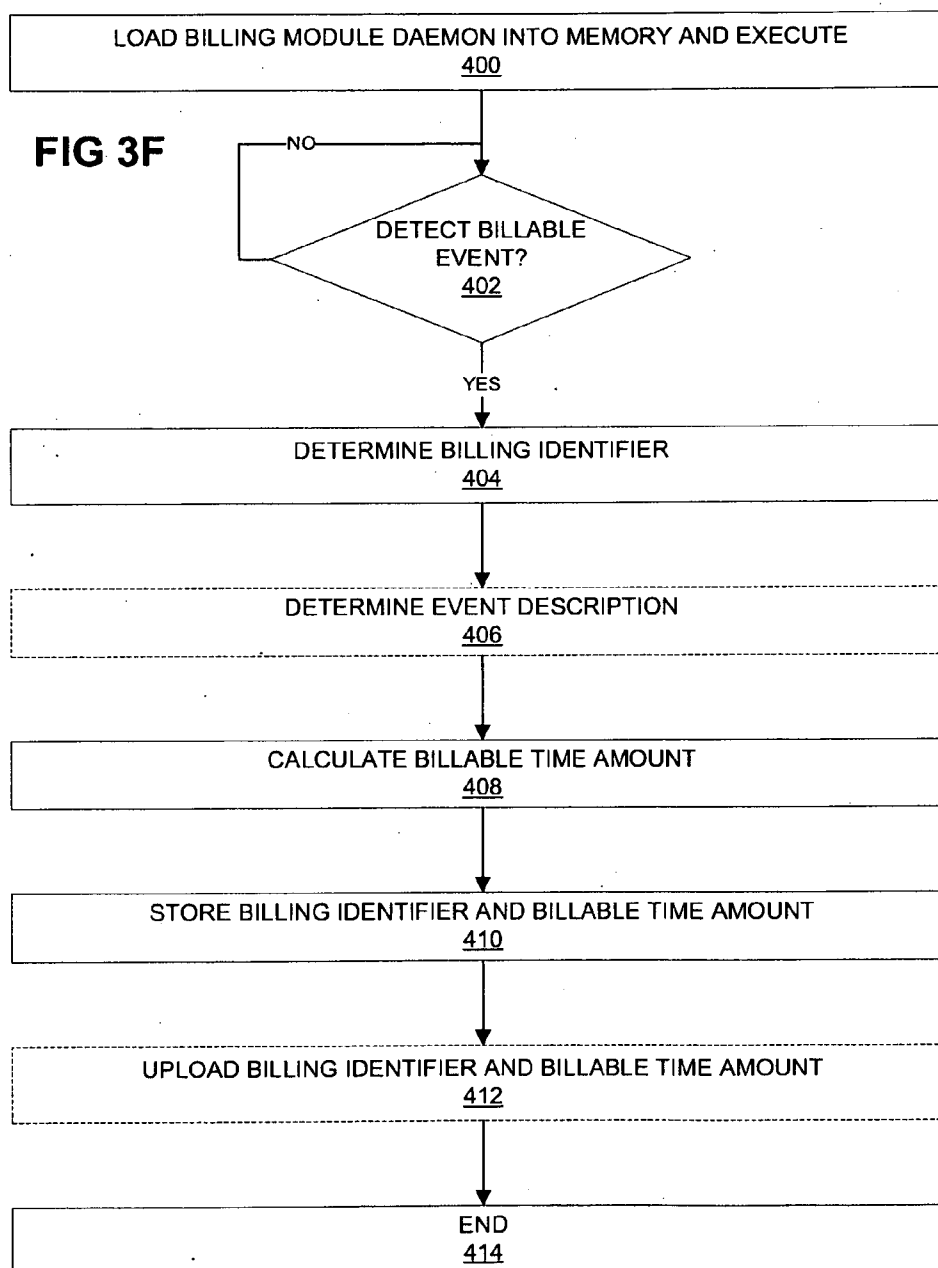 LOAD BILLING MODULE DAEMON INTO MEMORY AND EXECUTE
400
FIG 3F
NO
DETECT BILLABLE
EVENT?
402
YES
DETERMINE BILLING IDENTIFIER
404
DETERMINE EVENT DESCRIPTION
406
CALCULATE BILLABLE TIME AMOUNT
408
STORE BILLING IDENTIFIER AND BILLABLE TIME AMOUNT
410
UPLOAD BILLING IDENTIFIER AND BILLABLE TIME AMOUNT
412
END
414